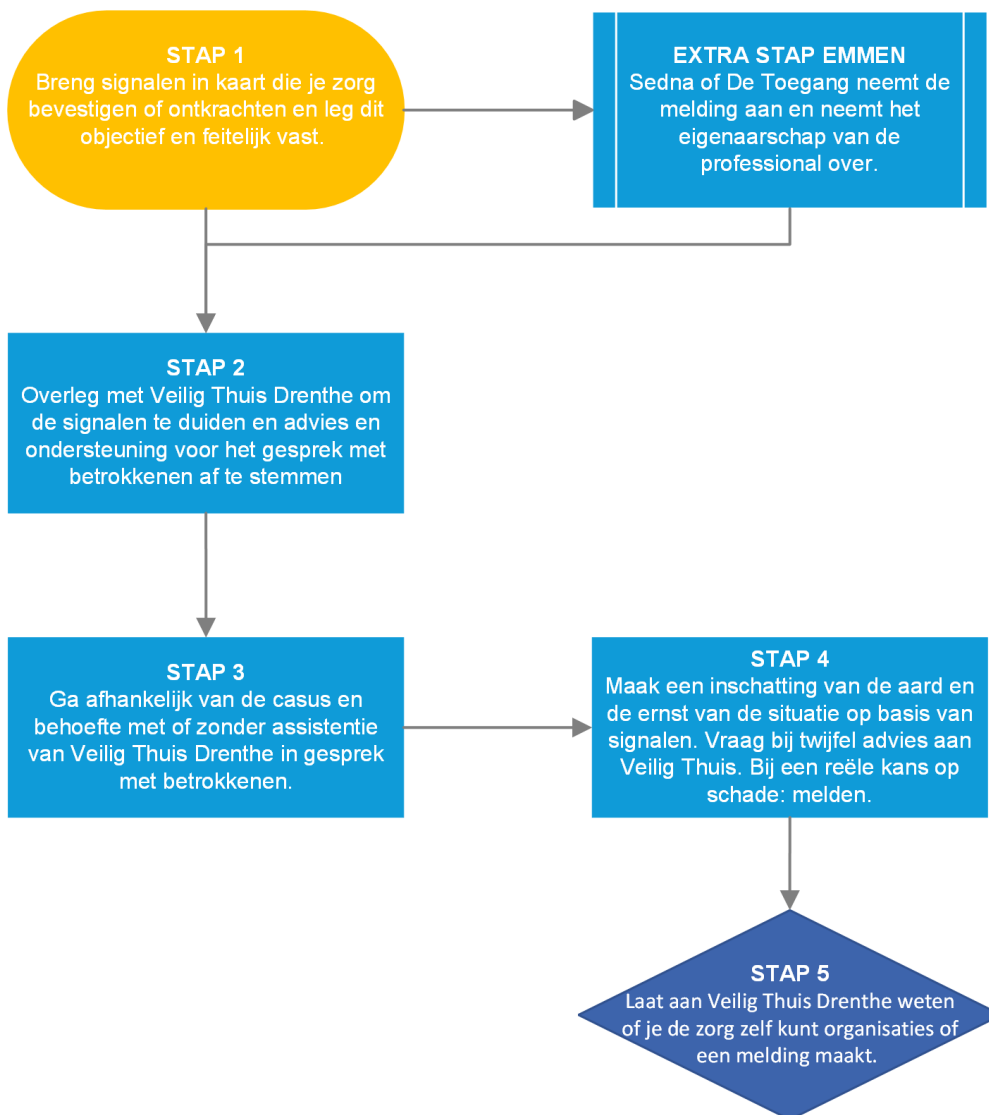 STAP 1
Breng signalen in kaart die je zorg
bevestigen of ontkrachten en leg dit
objectief en feitelijk vast.
EXTRA STAP EMMEN
Sedna of De Toegang neemt de
melding aan en neemt het
eigenaarschap van de
professional over.
STAP 2
Overleg met Veilig Thuis Drenthe om
de signalen te duiden en advies en
ondersteuning voor het gesprek met
betrokkenen af te stemmen
STAP 3
Ga afhankelijk van de casus en
behoefte met of zonder assistentie
van Veilig Thuis Drenthe in gesprek
met betrokkenen.
STAP 4
Maak een inschatting van de aard en
de ernst van de situatie op basis van
signalen. Vraag bij twijfel advies aan
Veilig Thuis. Bij een reële kans op
schade: melden.
STAP 5
Laat aan Veilig Thuis Drenthe weten
of je de zorg zelf kunt organisaties of
een melding maakt.